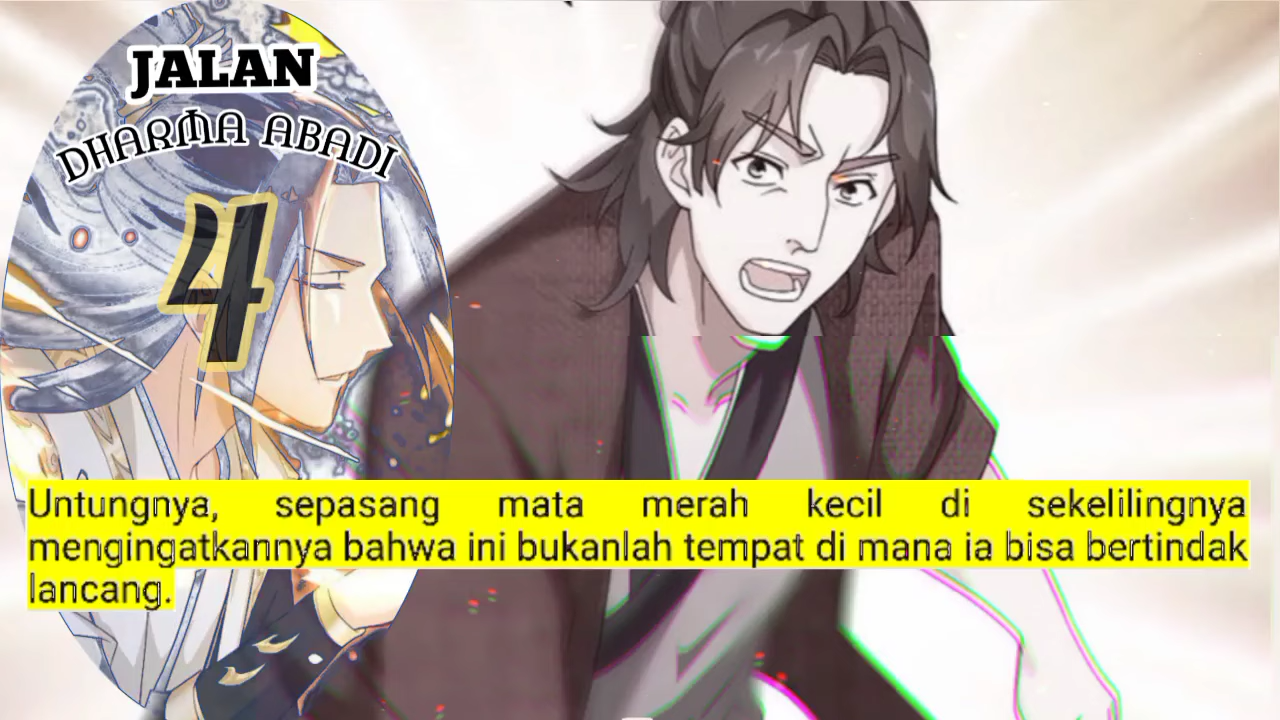 JALAN
DHARMA ABADI
4
Untungnya, sepasang mata merah kecil di sekelilingnya
mengingatkannya bahwa ini bukanlah tempat di mana ia bisa bertindak
lancang.